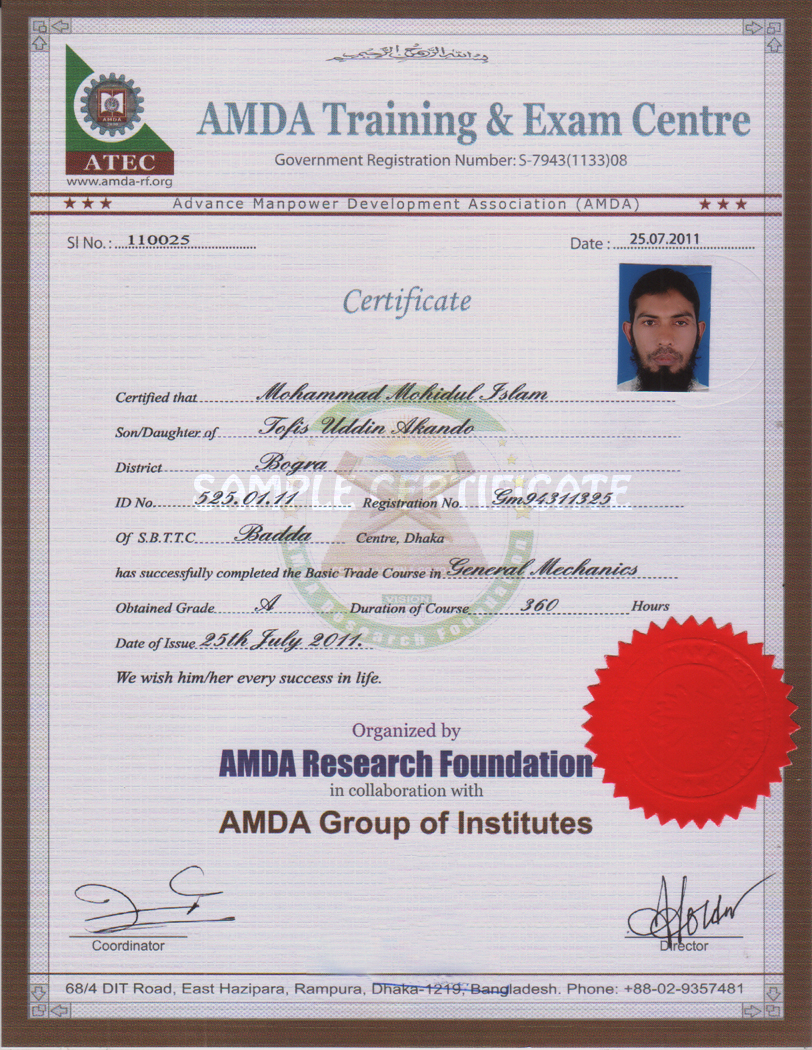 AMDA
ATEC
www.amda-rf.org
AMDA Training & Exam Centre
Government Registration Number: S-7943(1133)08
★ ★ ★ Advance Manpower Development Association (AMDA) ★ ★ ★
Sl No. : 110025 Date : 25.07.2011
Certificate
Certified that Mohammad Mohidul Islam
Son/Daughter of Tofis Uddin Akando
District Bogra
SAMPLE CERTIFICATE
ID No. 525.01.11 Registration No. Gm94311325
Of S.B.T.T.C. Badda Centre, Dhaka
has successfully completed the Basic Trade Course in General Mechanics
VISION
Obtained Grade A Duration of Course 360 Hours
Research Foundation
Date of Issue 25th July 2011.
We wish him/her every success in life.
Organized by
AMDA Research Foundation
in collaboration with
AMDA Group of Institutes
Coordinator Director
68/4 DIT Road, East Hazipara, Rampura, Dhaka-1219, Bangladesh. Phone: +88-02-9357481